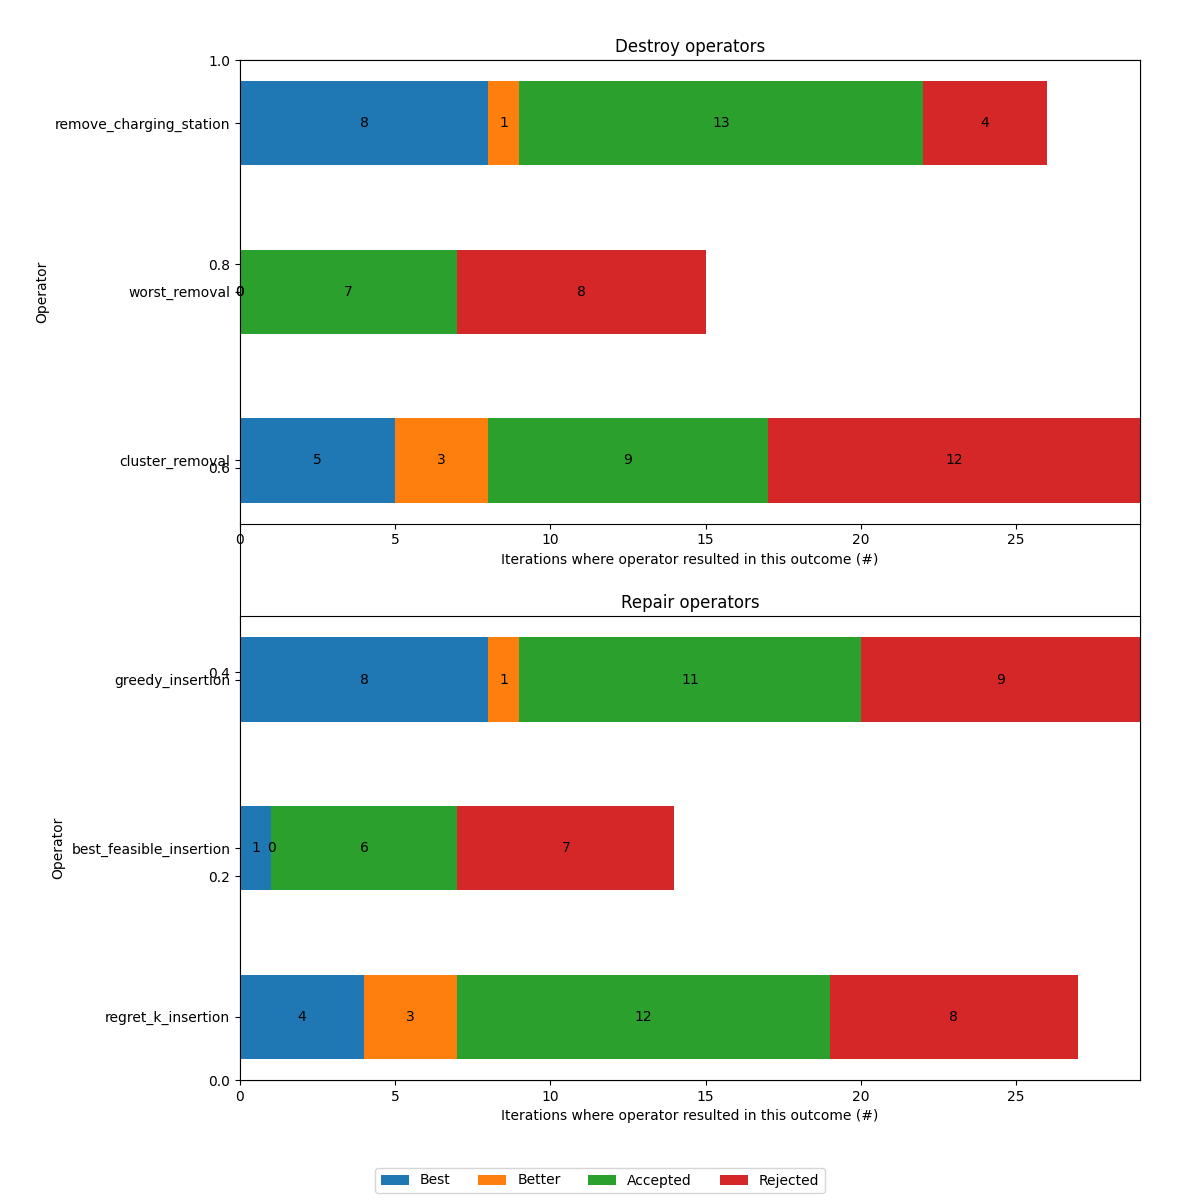 Destroy operators
1.0
remove_charging_station 8 1 13 4
0.8
Operator
worst_removal 0 0 7 8
cluster_removal 5 3 9 12
0.6
0 5 10 15 20 25
Iterations where operator resulted in this outcome (#)
Repair operators
0.4
greedy_insertion 8 1 11 9
Operator
best_feasible_insertion 1 0 6 7
0.2
regret_k_insertion 4 3 12 8
0.0
0 5 10 15 20 25
Iterations where operator resulted in this outcome (#)
Best Better Accepted Rejected